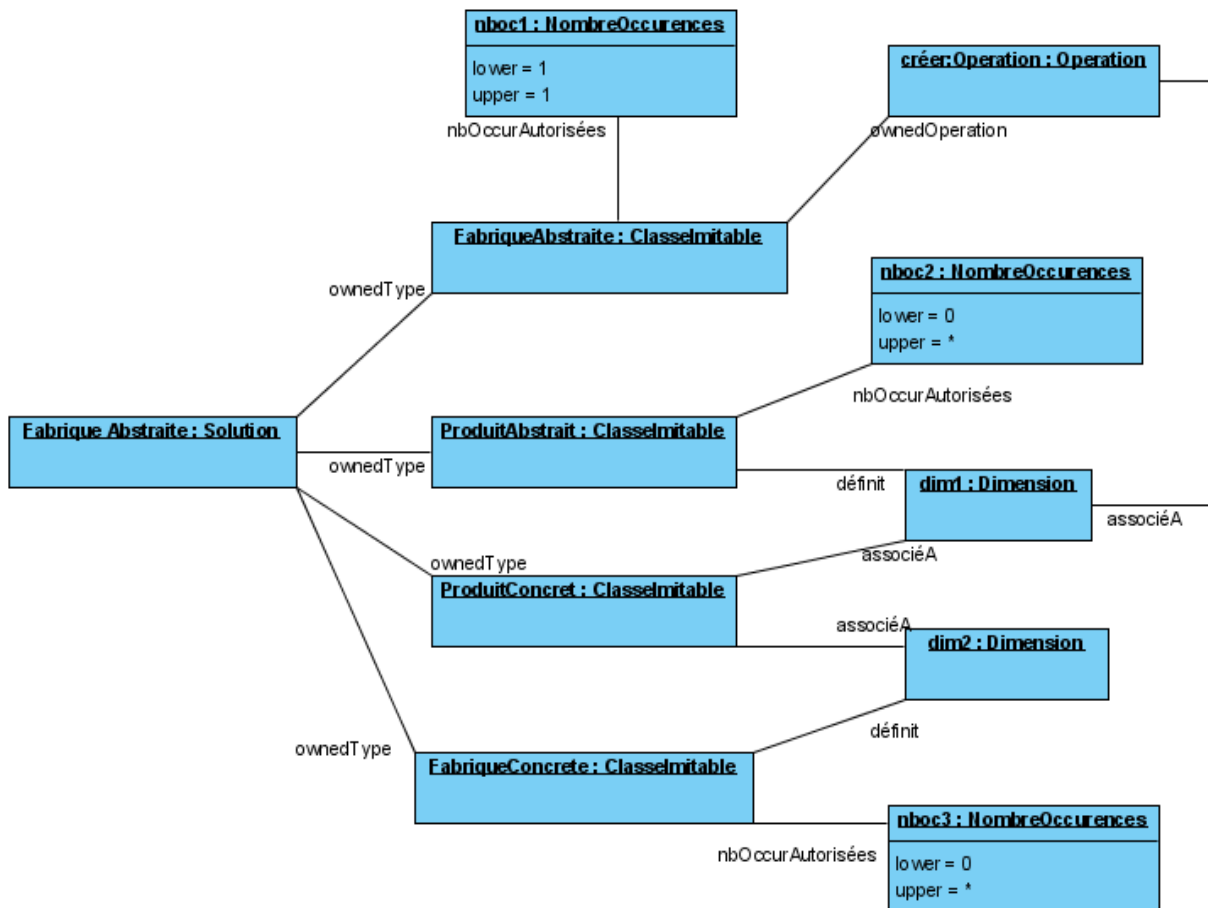 nboc1 : NombreOccurences
lower = 1
upper = 1
nbOccurAutorisées
créer:Operation : Operation
ownedOperation
FabriqueAbstraite : ClasseImitable
ownedType
nboc2 : NombreOccurences
lower = 0
upper = *
nbOccurAutorisées
Fabrique Abstraite : Solution
ProduitAbstrait : ClasseImitable
ownedType
définit
dim1 : Dimension
associéA
ownedType
associéA
ProduitConcret : ClasseImitable
associéA
dim2 : Dimension
définit
ownedType
FabriqueConcrete : ClasseImitable
nboc3 : NombreOccurences
nbOccurAutorisées
lower = 0
upper = *